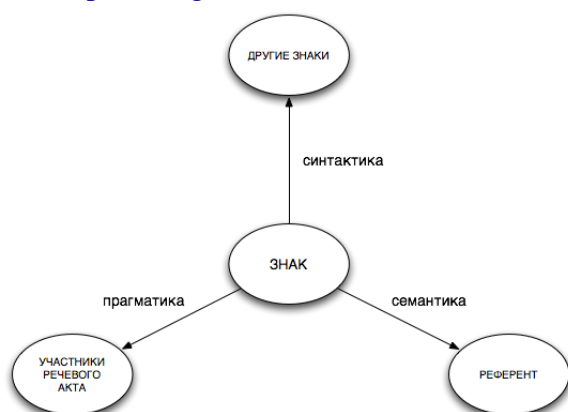 ДРУГИЕ ЗНАКИ
синтактика
ЗНАК
прагматика
семантика
УЧАСТНИКИ
РЕЧЕВОГО
АКТА
РЕФЕРЕНТ